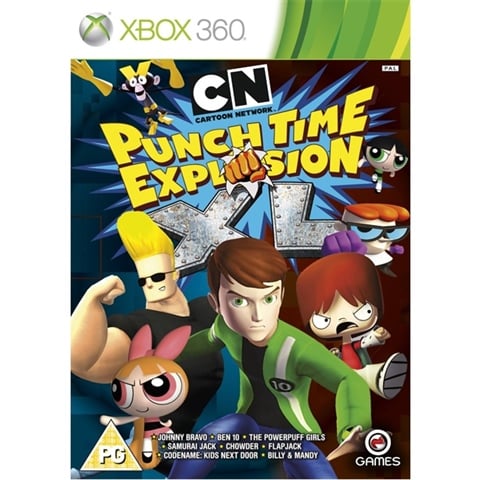 XBOX 360
PAL
CN
CARTOON NETWORK™
PUNCH TIME
EXPLOSION
XL
10
• JOHNNY BRAVO • BEN 10 • THE POWERPUFF GIRLS
• SAMURAI JACK • CHOWDER • FLAPJACK
• CODENAME: KIDS NEXT DOOR • BILLY & MANDY
PG
GAMES